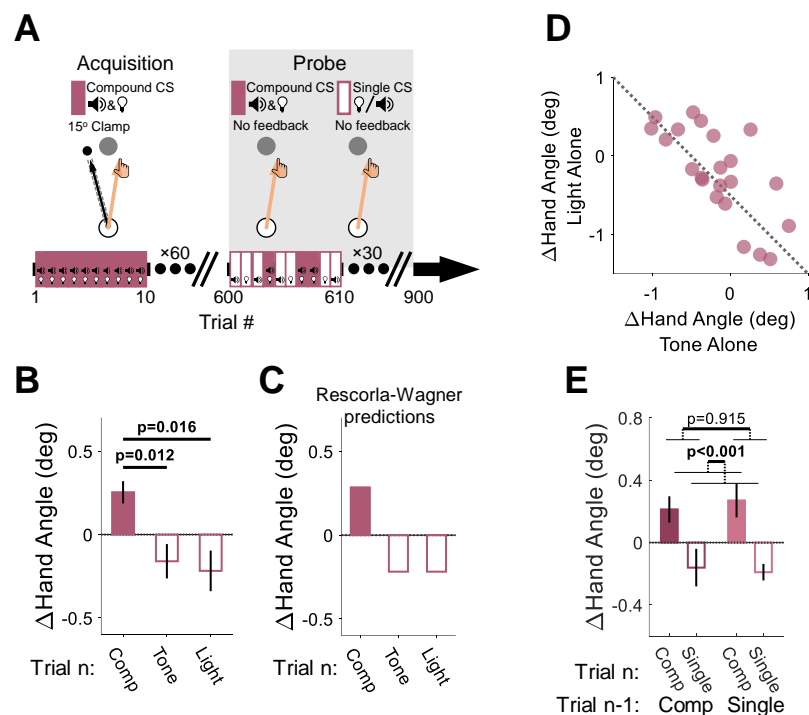 A
Acquisition
Compound CS
&
15° Clamp
Probe
Compound CS
&
No feedback
Single CS
/
No feedback
×60
×30
1
10
600
610
900
Trial #
D
ΔHand Angle (deg)
Light Alone
1
0
-1
-1
0
1
ΔHand Angle (deg)
Tone Alone
B
ΔHand Angle (deg)
0.5
0
-0.5
p=0.016
p=0.012
Trial n:
Comp
Tone
Light
C
Rescorla-Wagner
predictions
ΔHand Angle (deg)
0.5
0
-0.5
Trial n:
Comp
Tone
Light
E
ΔHand Angle (deg)
0.8
0.4
0
-0.4
p=0.915
p<0.001
Trial n:
Comp
Single
Comp
Single
Trial n-1:
Comp
Single